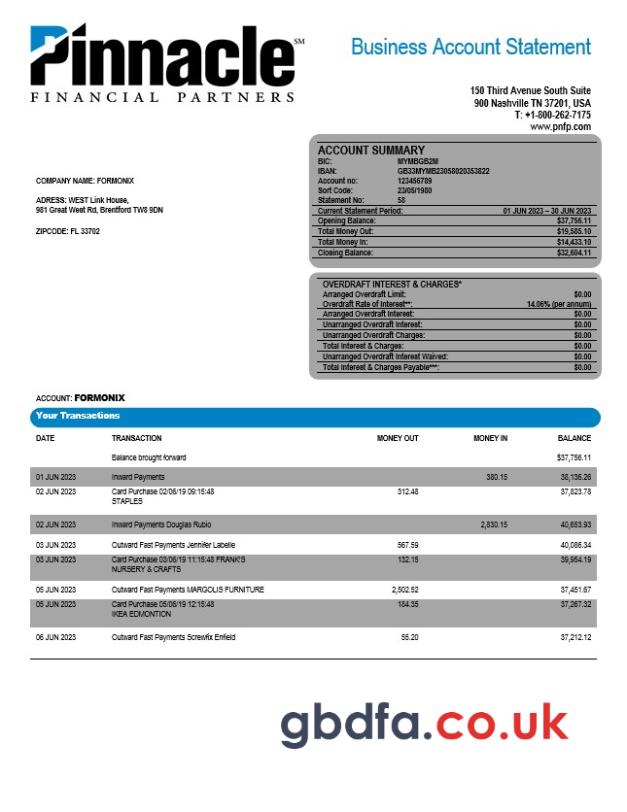 Pinnacle SM
FINANCIAL PARTNERS
Business Account Statement
150 Third Avenue South Suite
900 Nashville TN 37201, USA
T: +1-800-262-7175
www.pnfp.com
COMPANY NAME: FORMONIX
ADRESS: WEST Link House,
981 Great West Rd, Brentford TW8 9DN
ZIPCODE: FL 33702
ACCOUNT SUMMARY
BIC: MYMBGB2M
IBAN: GB33MYMB23058020353822
Account no: 123456789
Sort Code: 23/05/1980
Statement No: 58
Current Statement Period: 01 JUN 2023 – 30 JUN 2023
Opening Balance: $37,756.11
Total Money Out: $19,585.10
Total Money In: $14,433.10
Closing Balance: $32,604.11
OVERDRAFT INTEREST & CHARGES*
Arranged Overdraft Limit: $0.00
Overdraft Rate of Interest**: 14.06% (per annum)
Arranged Overdraft Interest: $0.00
Unarranged Overdraft Interest: $0.00
Unarranged Overdraft Charges: $0.00
Total Interest & Charges: $0.00
Unarranged Overdraft Interest Waived: $0.00
Total Interest & Charges Payable***: $0.00
ACCOUNT: FORMONIX
Your Transactions
DATE TRANSACTION MONEY OUT MONEY IN BALANCE
Balance brought forward $37,756.11
01 JUN 2023 Inward Payments 380.15 38,136.26
02 JUN 2023 Card Purchase 02/06/19 09:15:48 312.48 37,823.78
STAPLES
02 JUN 2023 Inward Payments Douglas Rubio 2,830.15 40,653.93
03 JUN 2023 Outward Fast Payments Jennifer Labelle 567.59 40,086.34
03 JUN 2023 Card Purchase 03/06/19 11:15:48 FRANK'S 132.15 39,954.19
NURSERY & CRAFTS
05 JUN 2023 Outward Fast Payments MARGOLIS FURNITURE 2,502.52 37,451.67
05 JUN 2023 Card Purchase 05/06/19 12:15:48 184.35 37,267.32
IKEA EDMONTION
06 JUN 2023 Outward Fast Payments Screwfix Enfield 55.20 37,212.12
gbdfa.co.uk